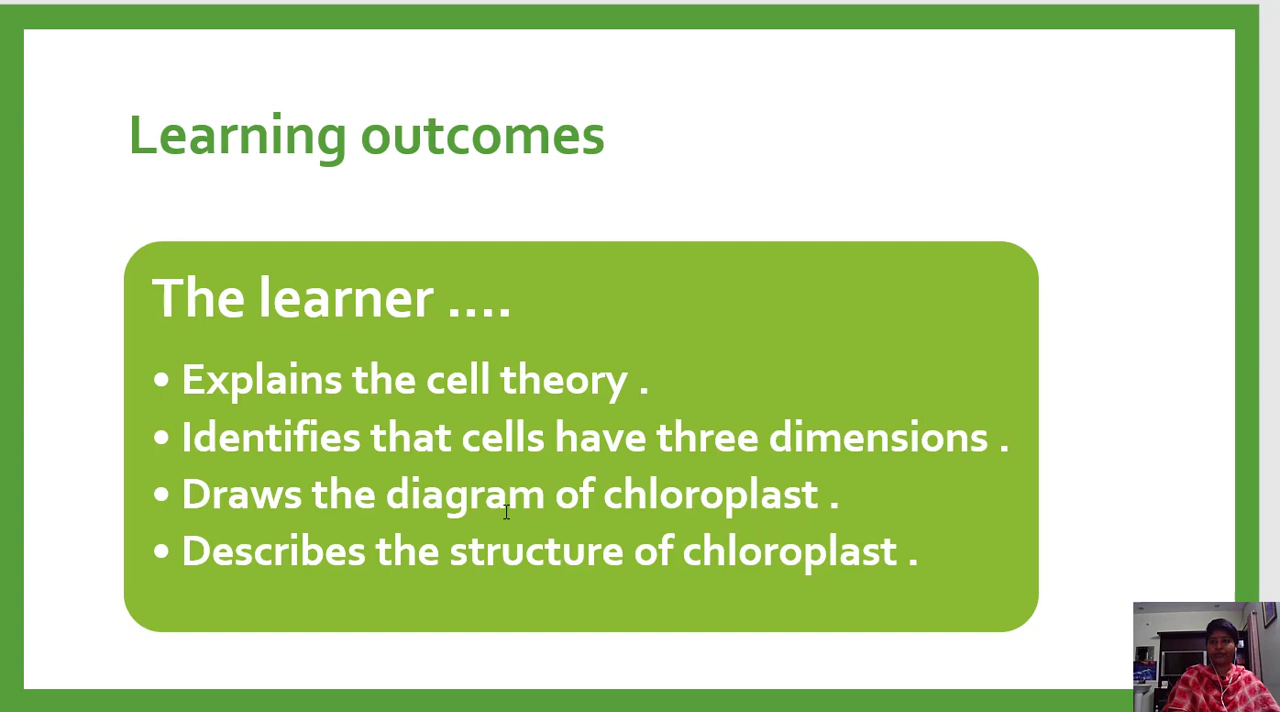 Learning outcomes
The learner ....
• Explains the cell theory .
• Identifies that cells have three dimensions .
• Draws the diagram of chloroplast .
• Describes the structure of chloroplast .